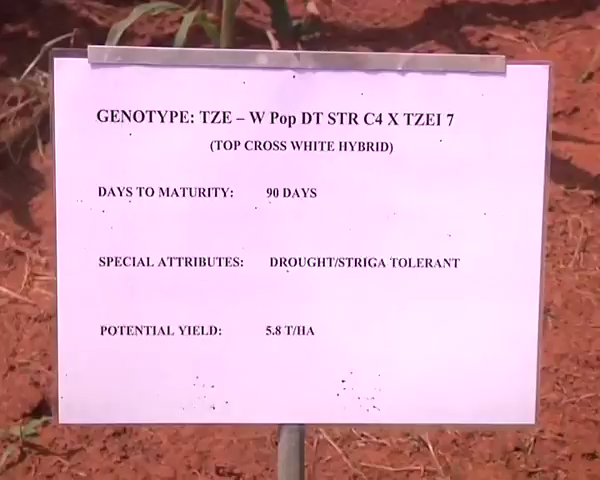 GENOTYPE: TZE – W Pop DT STR C4 X TZEI 7
(TOP CROSS WHITE HYBRID)
DAYS TO MATURITY: 90 DAYS
SPECIAL ATTRIBUTES: DROUGHT/STRIGA TOLERANT
POTENTIAL YIELD: 5.8 T/HA